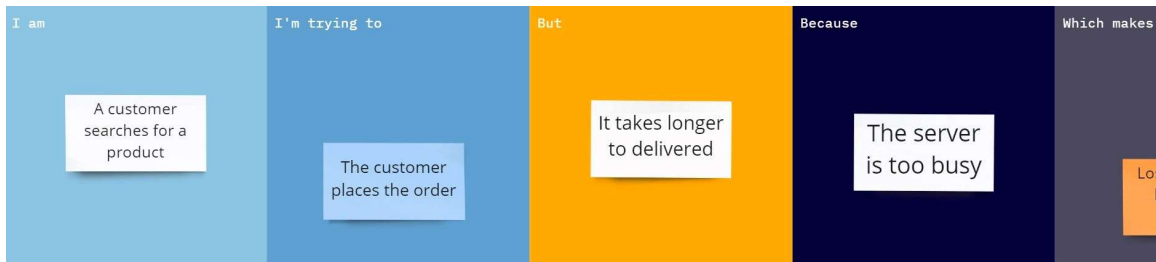 I am
I'm trying to
But
Because
Which makes
A customer
searches for a
product
The customer
places the order
It takes longer
to delivered
The server
is too busy